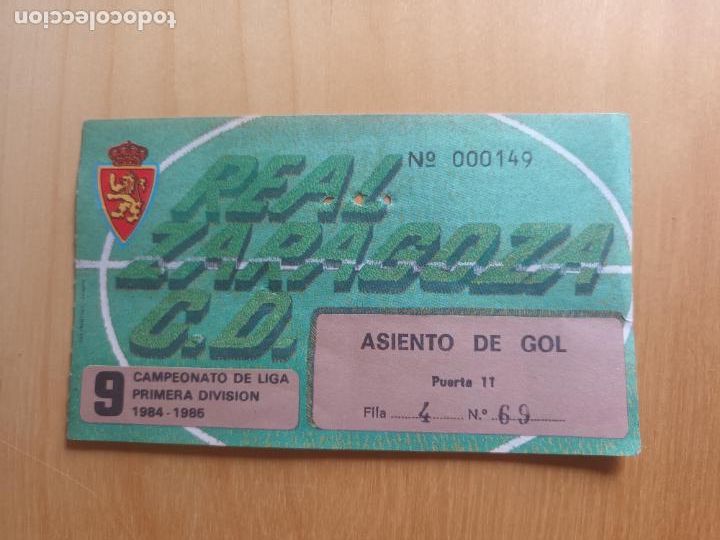 todocoleccion.net
Nº 000149
REAL
ZARAGOZA
C.D.
ASIENTO DE GOL
Puerta 11
Fila 4 N.º 69
9
CAMPEONATO DE LIGA
PRIMERA DIVISION
1984-1985